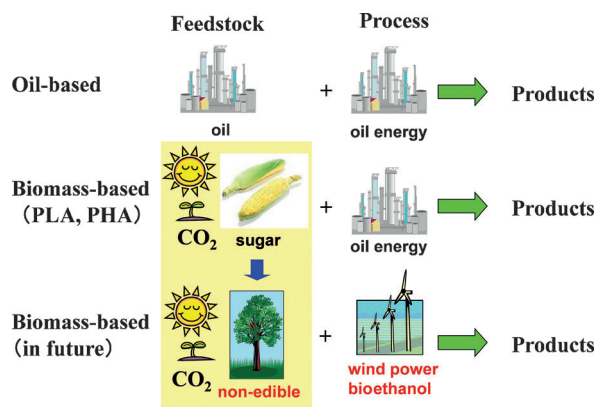 Feedstock
Process
Oil-based
+
Products
oil
oil energy
Biomass-based
(PLA, PHA)
CO2
sugar
+
oil energy
Products
Biomass-based
(in future)
CO2
non-edible
+
wind power
bioethanol
Products